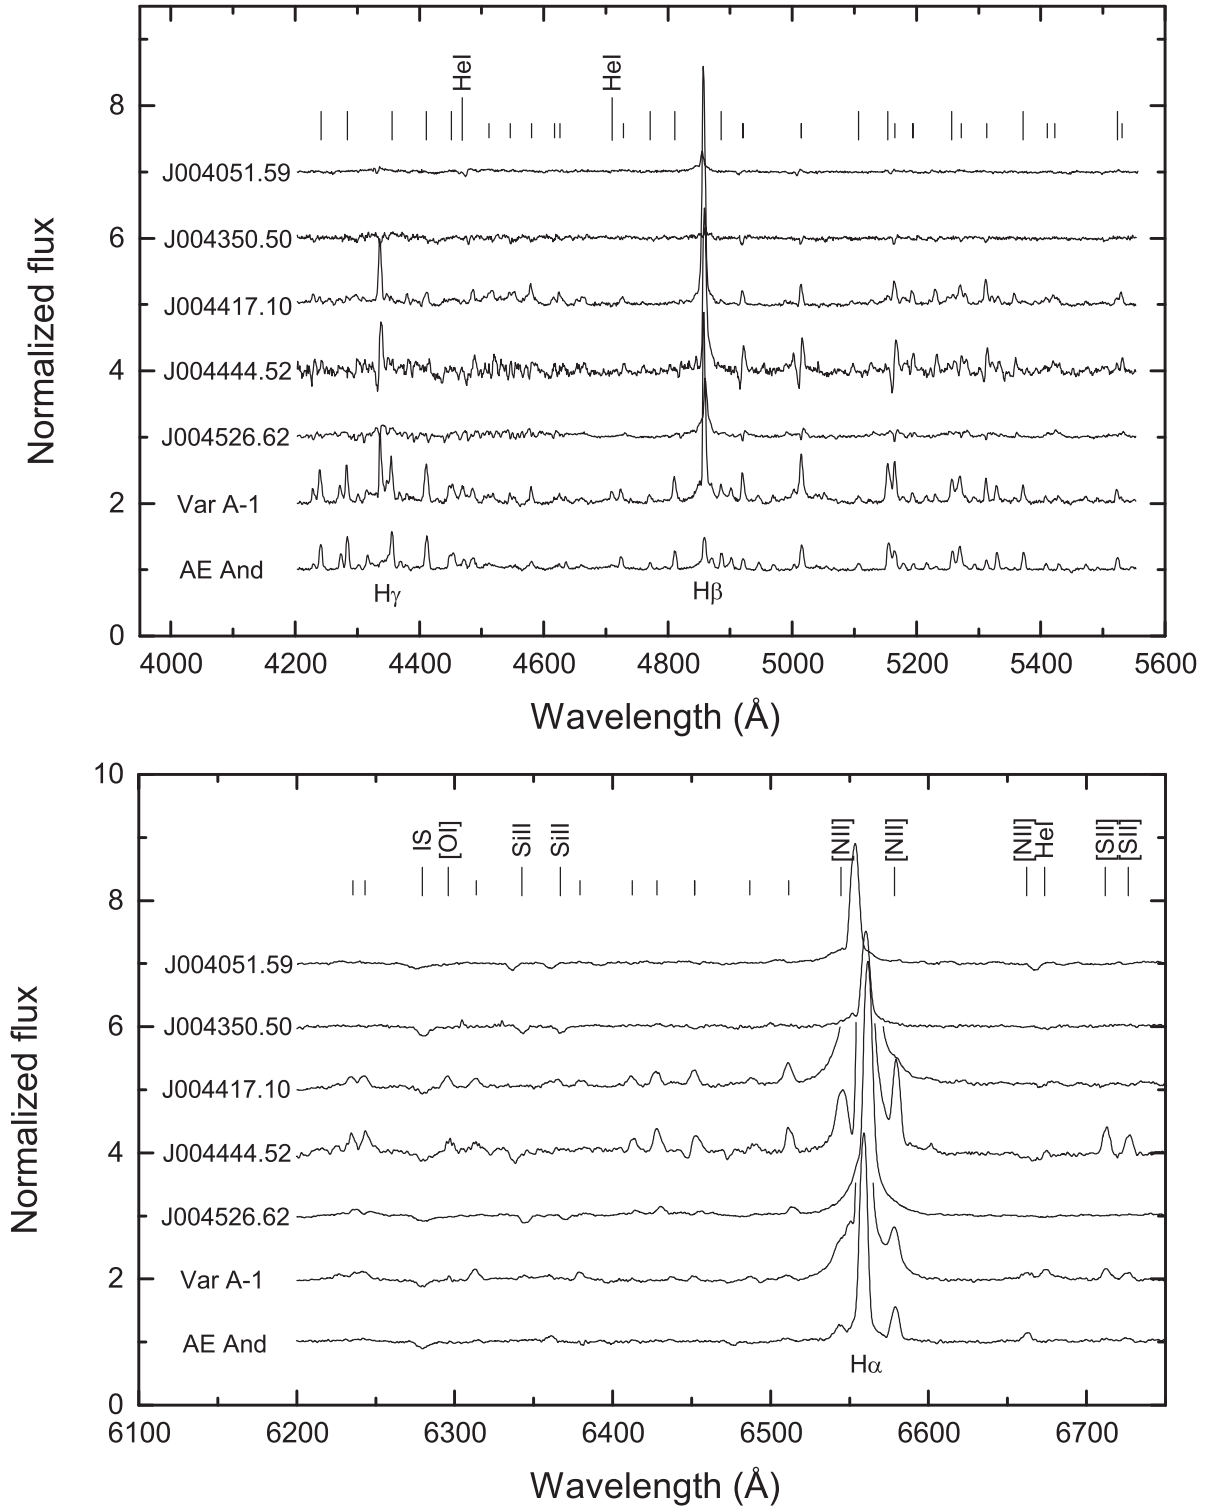 8
6
4
2
0
Normalized flux
HeI
HeI
J004051.59
J004350.50
J004417.10
J004444.52
J004526.62
Var A-1
AE And
Hγ
Hβ
4000 4200 4400 4600 4800 5000 5200 5400 5600
Wavelength (Å)
10
8
6
4
2
0
Normalized flux
IS
[OI]
SiII
SiII
[NII]
[NII]
[NII]
HeI
[SII]
[SII]
J004051.59
J004350.50
J004417.10
J004444.52
J004526.62
Var A-1
AE And
Hα
6100 6200 6300 6400 6500 6600 6700
Wavelength (Å)